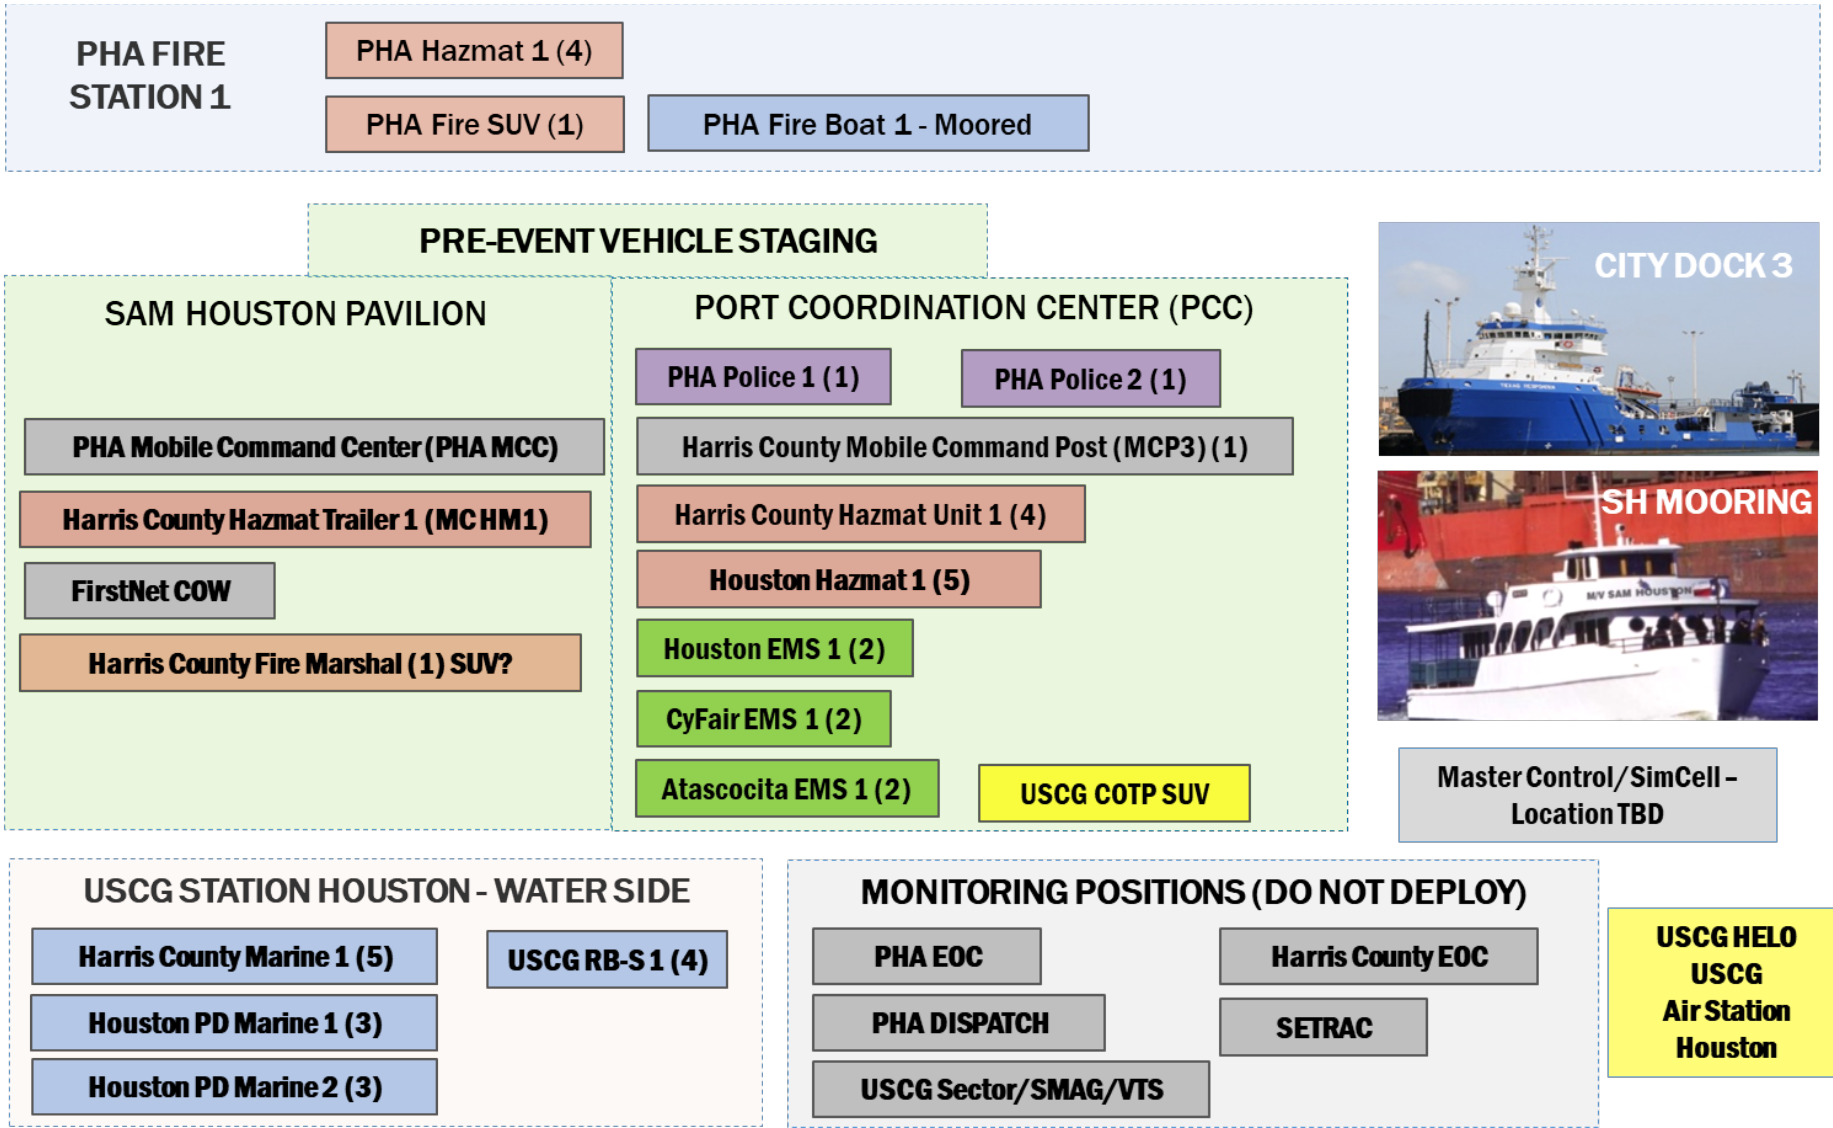 PHA FIRE
STATION 1
PHA Hazmat 1 (4)
PHA Fire SUV (1)
PHA Fire Boat 1 - Moored
PRE-EVENT VEHICLE STAGING
SAM HOUSTON PAVILION
PHA Mobile Command Center (PHA MCC)
Harris County Hazmat Trailer 1 (MC HM1)
FirstNet COW
Harris County Fire Marshal (1) SUV?
PORT COORDINATION CENTER (PCC)
PHA Police 1 (1)
PHA Police 2 (1)
Harris County Mobile Command Post (MCP3) (1)
Harris County Hazmat Unit 1 (4)
Houston Hazmat 1 (5)
Houston EMS 1 (2)
CyFair EMS 1 (2)
Atascocita EMS 1 (2)
USCG COTP SUV
CITY DOCK 3
TEXAS RESPONDER
SH MOORING
M/V SAM HOUSTON
Master Control/SimCell –
Location TBD
USCG STATION HOUSTON - WATER SIDE
Harris County Marine 1 (5)
USCG RB-S 1 (4)
Houston PD Marine 1 (3)
Houston PD Marine 2 (3)
MONITORING POSITIONS (DO NOT DEPLOY)
PHA EOC
Harris County EOC
PHA DISPATCH
SETRAC
USCG Sector/SMAG/VTS
USCG HELO
USCG
Air Station
Houston